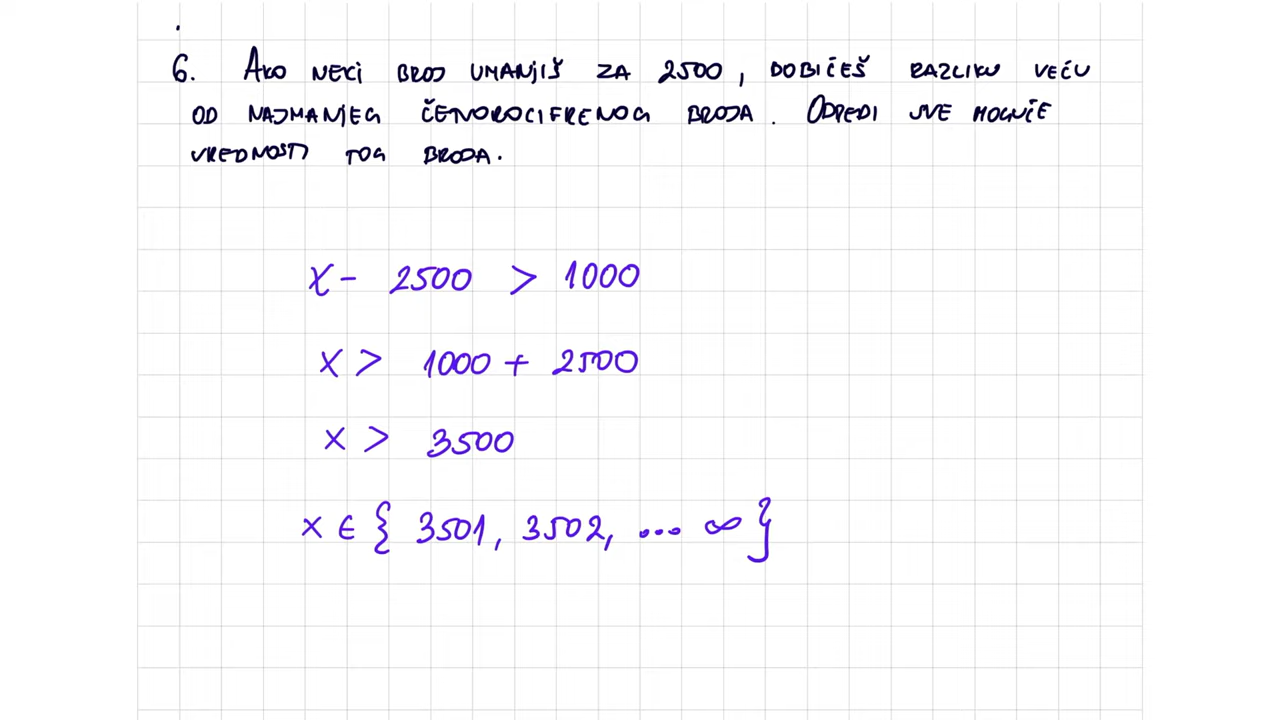 6. AKO NEKI BROJ UMANJIŠ ZA 2500, DOBIĆEŠ RAZLIKU VEĆU
OD NAJMANJEG ČETVOROCIFRENOG BROJA. ODREDI SVE MOGUĆE
VREDNOSTI TOG BROJA.
x - 2500 > 1000
x > 1000 + 2500
x > 3500
x ∈ { 3501, 3502, ... ∞ }